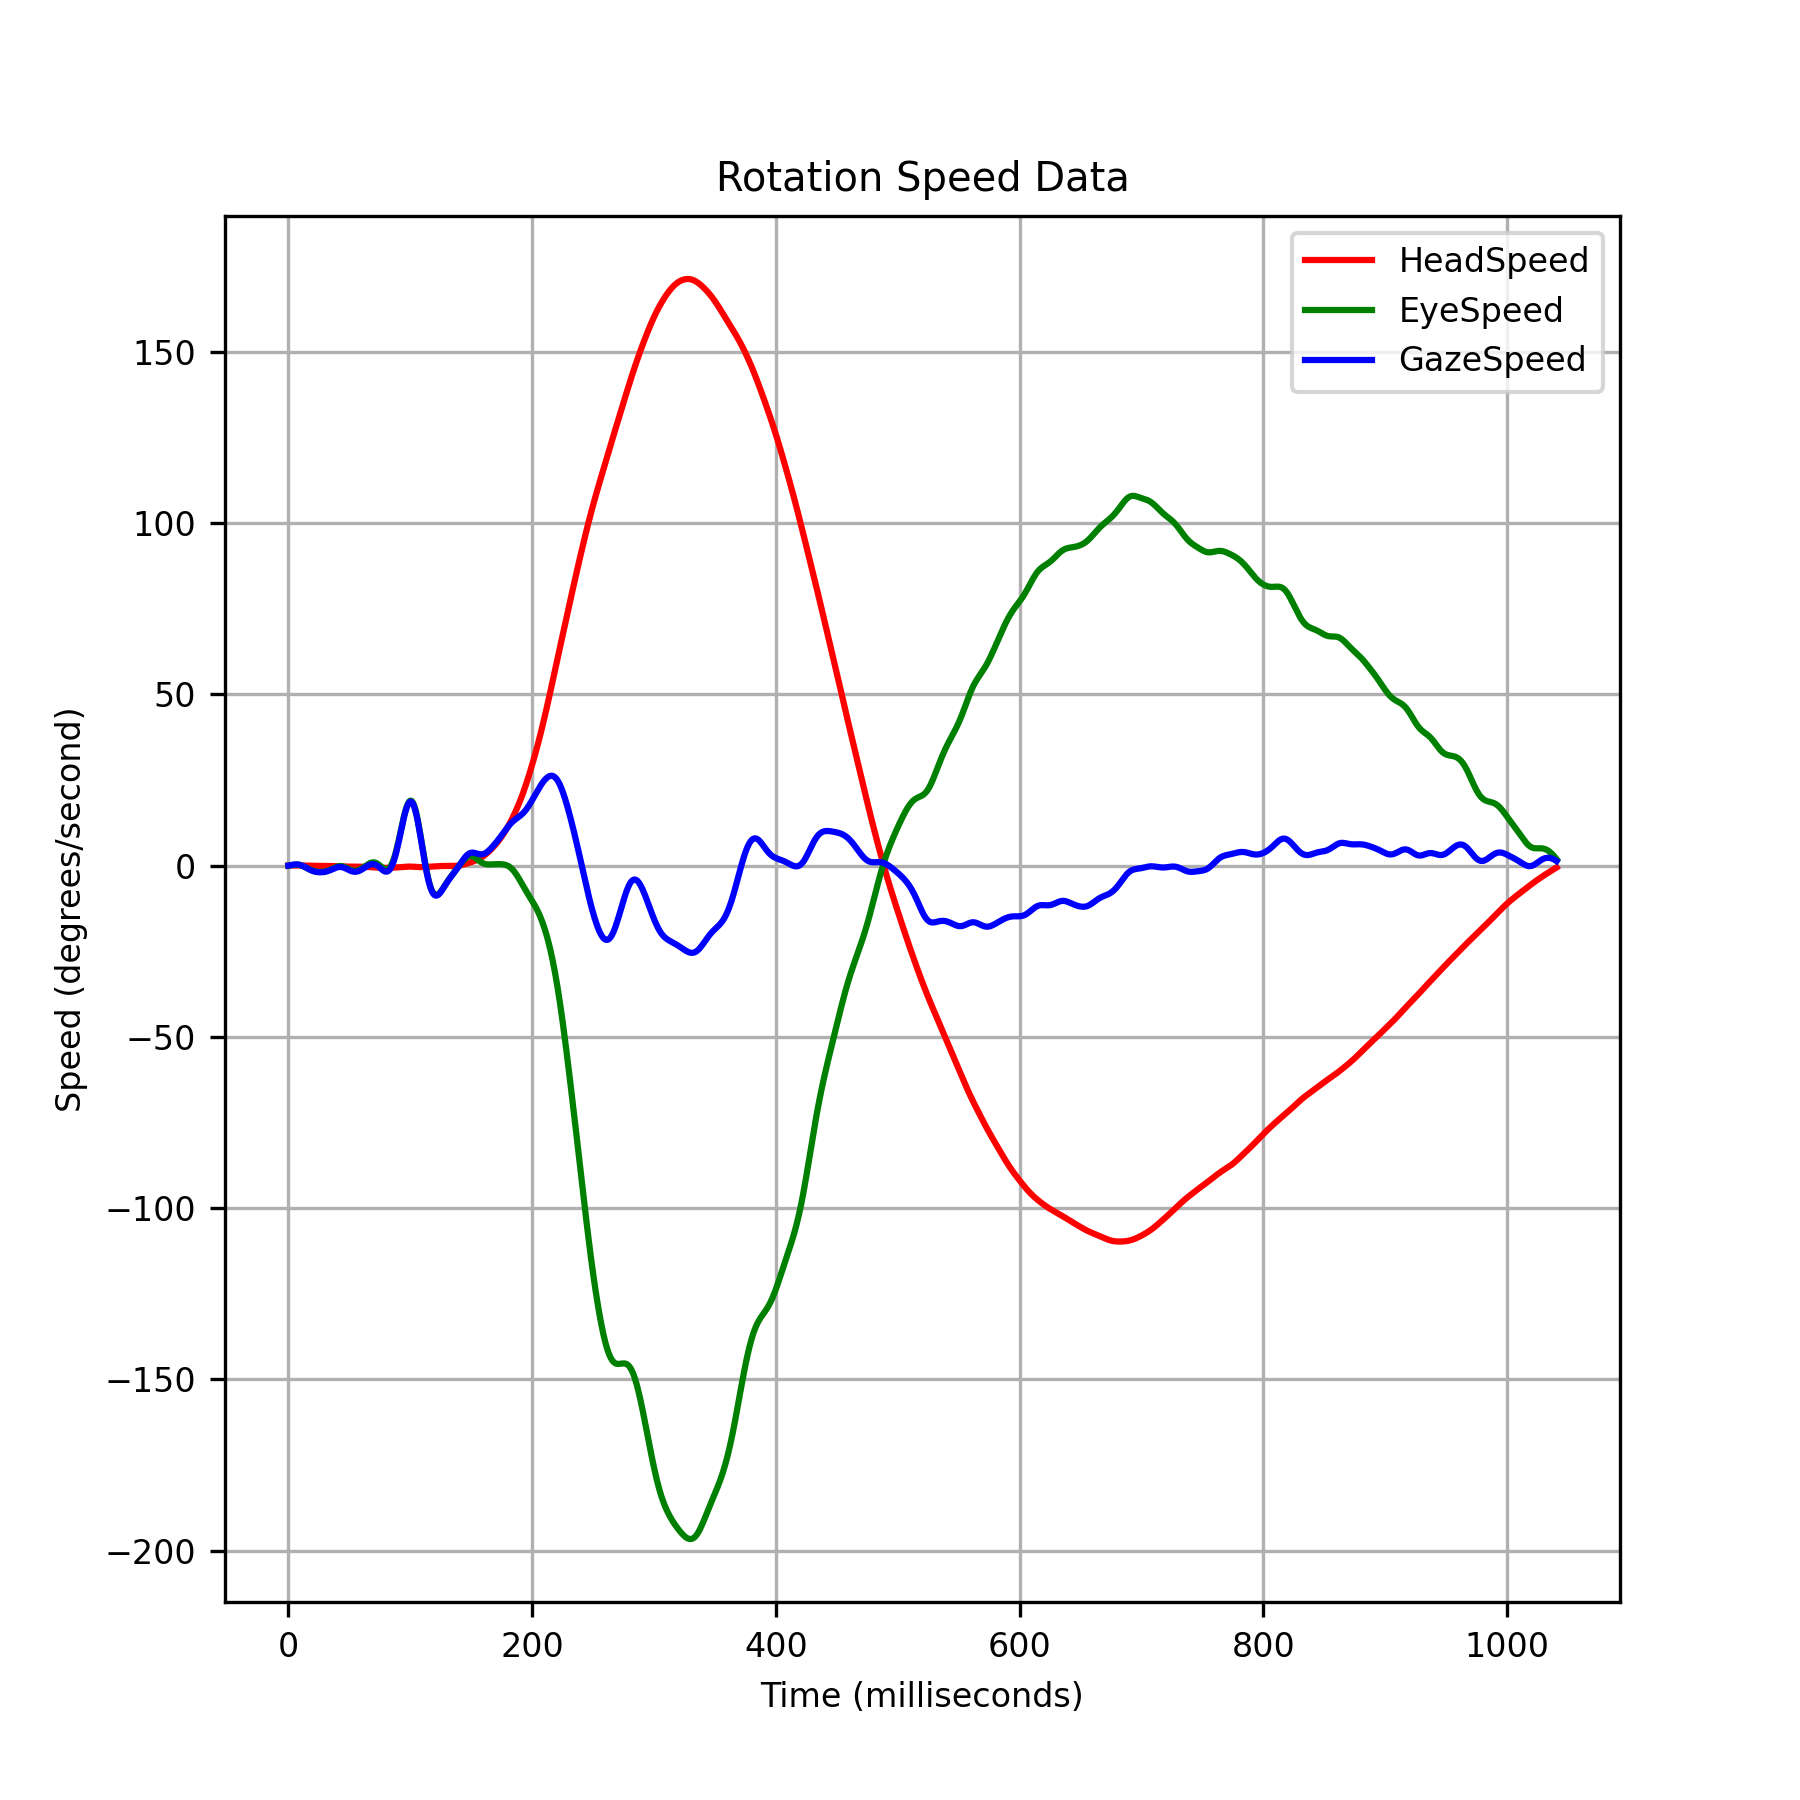 Rotation Speed Data
HeadSpeed
EyeSpeed
GazeSpeed
150
100
50
0
−50
−100
−150
−200
Speed (degrees/second)
0 200 400 600 800 1000
Time (milliseconds)